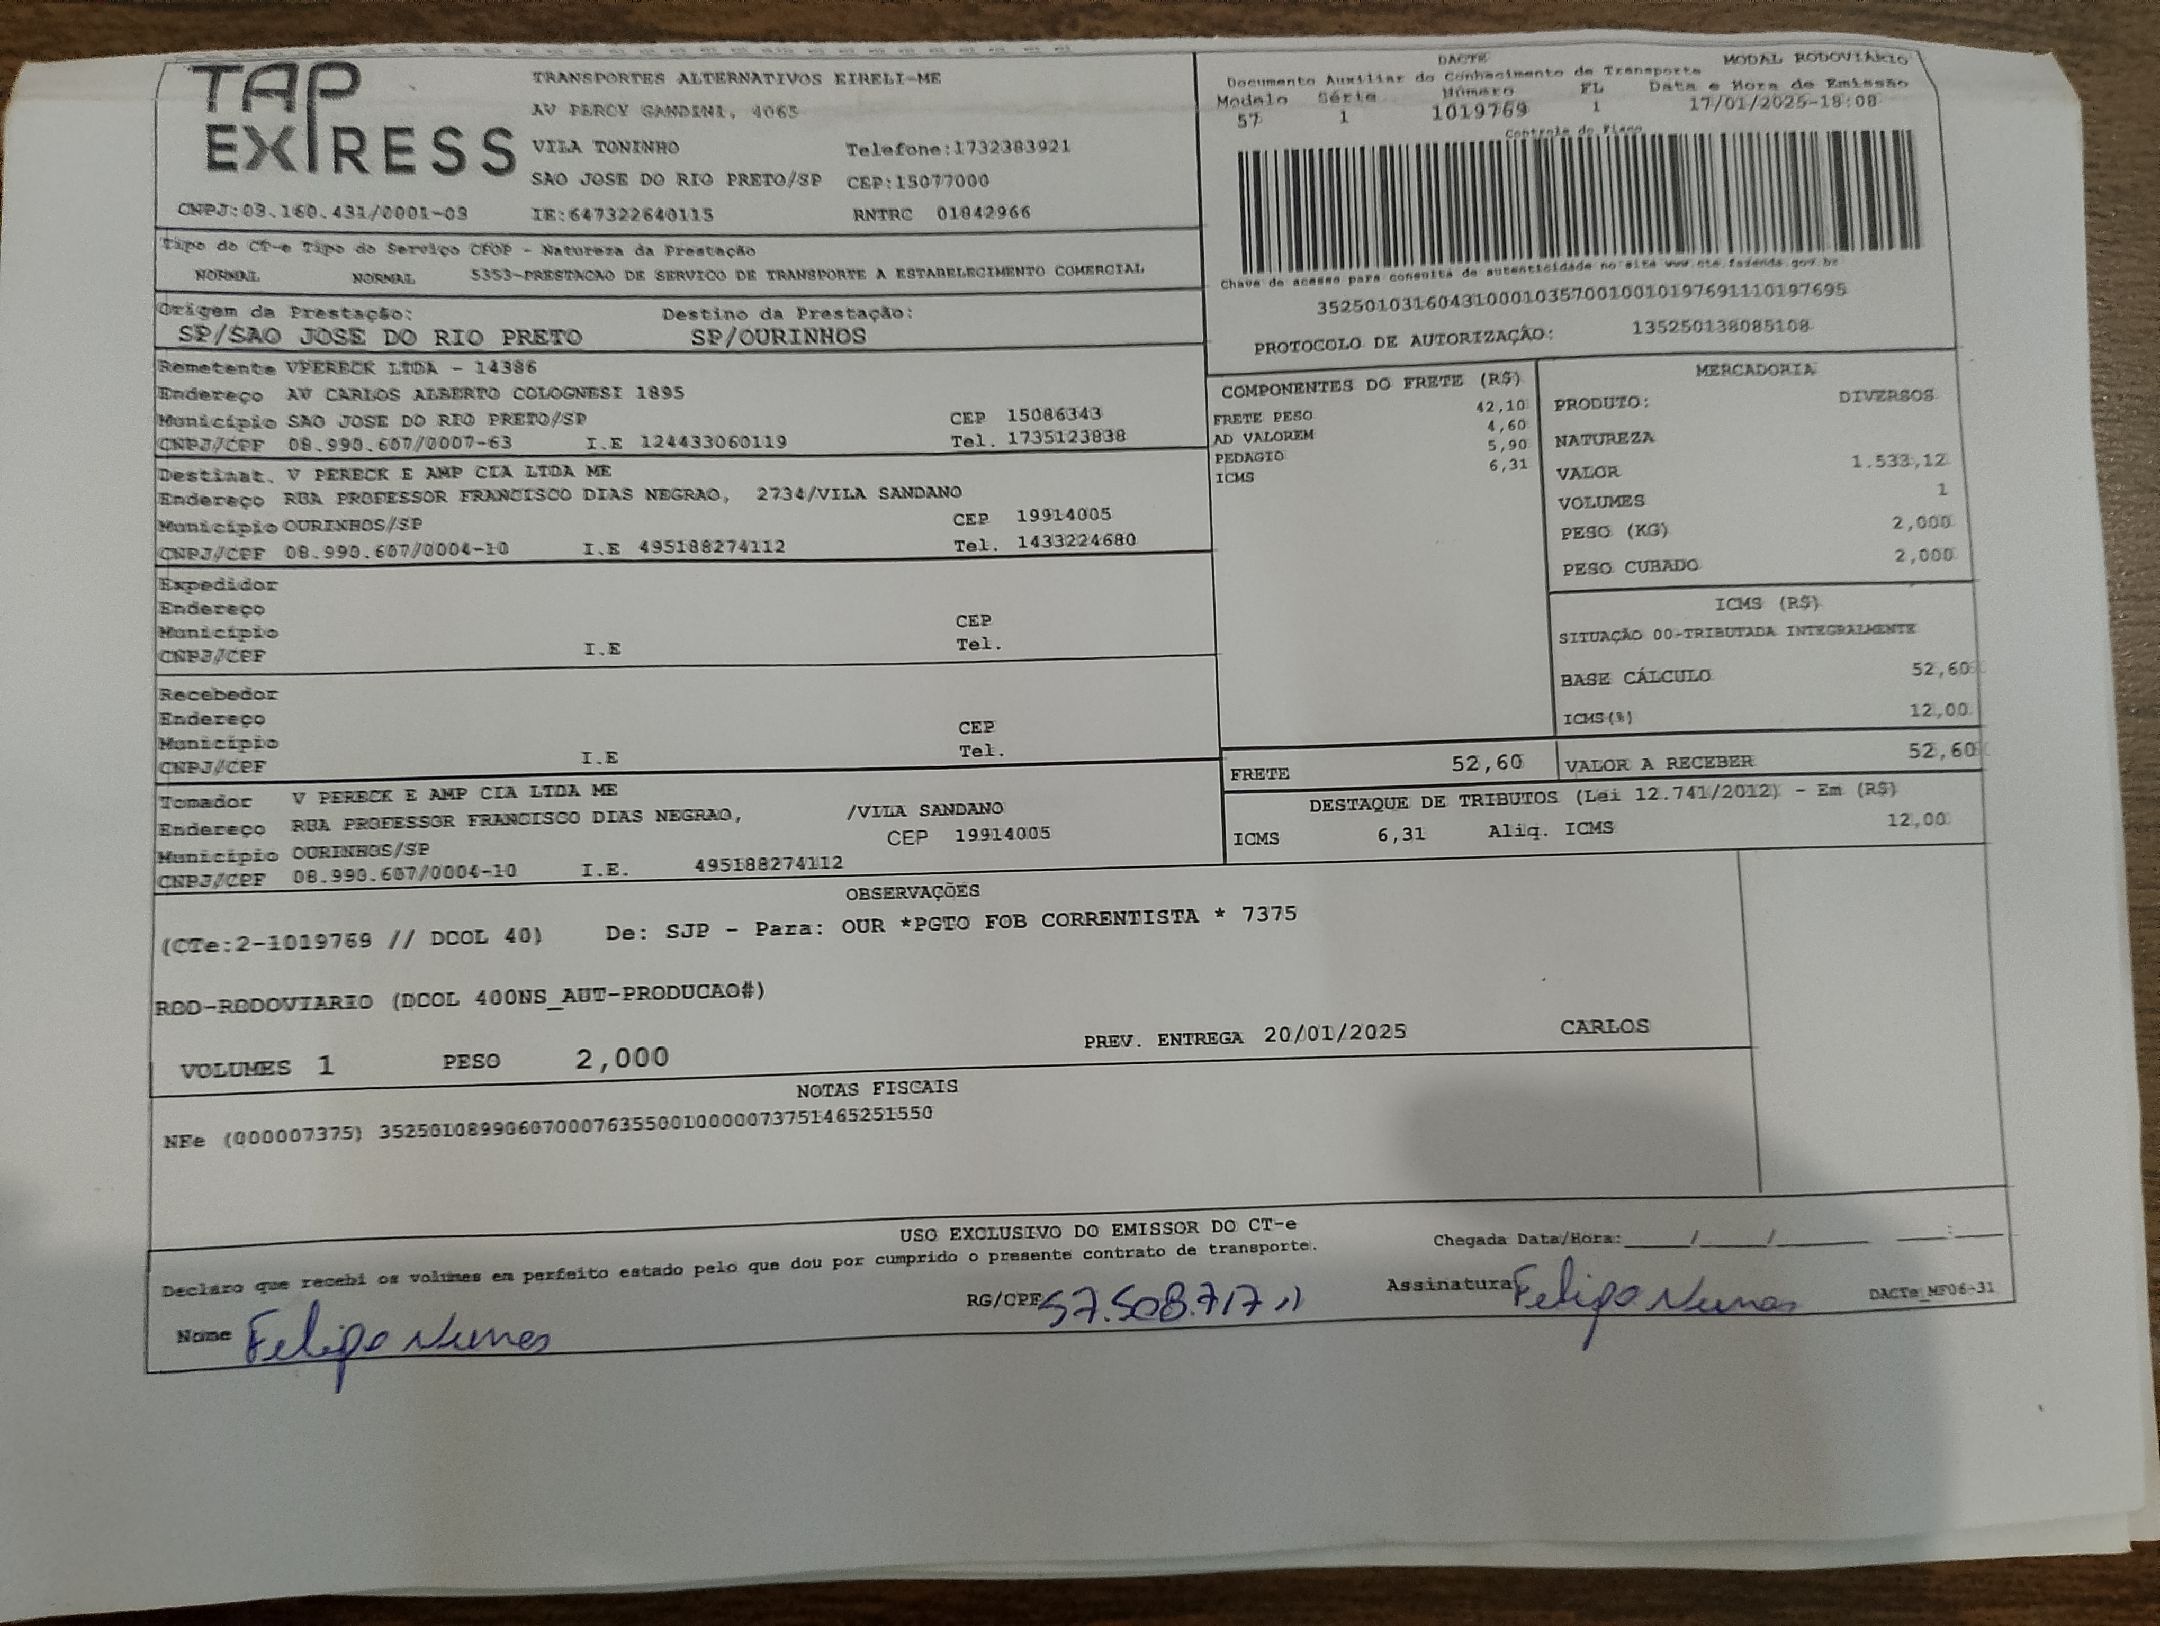 TAP EXPRESS
TRANSPORTES ALTERNATIVOS EIRELI-ME
AV PERCY GANDINI, 4065
VILA TONINHO Telefone:1732383921
SAO JOSE DO RIO PRETO/SP CEP:15077000
CNPJ:03.160.431/0001-03 IE:647322640115 RNTRC 01842966
DACTE MODAL RODOVIÁRIO
Documento Auxiliar do Conhecimento de Transporte
Modelo Série Número FL Data e Hora de Emissão
57 1 1019769 1 17/01/2025-18:08
Controle do Fisco
Chave de acesso para consulta de autenticidade no site www.cte.fazenda.gov.br
35250103160431000103570010010197691110197695
PROTOCOLO DE AUTORIZAÇÃO: 135250138085108
Tipo do CT-e Tipo do Serviço CFOP - Natureza da Prestação
NORMAL NORMAL 5353-PRESTACAO DE SERVICO DE TRANSPORTE A ESTABELECIMENTO COMERCIAL
Origem da Prestação: Destino da Prestação:
SP/SAO JOSE DO RIO PRETO SP/OURINHOS
Remetente VPERECK LTDA - 14386
Endereço AV CARLOS ALBERTO COLOGNESI 1895
Município SAO JOSE DO RIO PRETO/SP CEP 15086343
CNPJ/CPF 08.990.607/0007-63 I.E 124433060119 Tel. 1735123838
Destinat. V PERECK E AMP CIA LTDA ME
Endereço RUA PROFESSOR FRANCISCO DIAS NEGRAO, 2734/VILA SANDANO
Município OURINHOS/SP CEP 19914005
CNPJ/CPF 08.990.607/0004-10 I.E 495188274112 Tel. 1433224680
Expedidor
Endereço
Município CEP
CNPJ/CPF I.E Tel.
Recebedor
Endereço
Município CEP
CNPJ/CPF I.E Tel.
Tomador V PERECK E AMP CIA LTDA ME
Endereço RUA PROFESSOR FRANCISCO DIAS NEGRAO, /VILA SANDANO
Município OURINHOS/SP CEP 19914005
CNPJ/CPF 08.990.607/0004-10 I.E. 495188274112
COMPONENTES DO FRETE (R$)
FRETE PESO 42,10
AD VALOREM 4,60
PEDAGIO 5,90
ICMS 6,31
MERCADORIA
PRODUTO: DIVERSOS
NATUREZA
VALOR 1.533,12
VOLUMES 1
PESO (KG) 2,000
PESO CUBADO 2,000
ICMS (R$)
SITUAÇÃO 00-TRIBUTADA INTEGRALMENTE
BASE CÁLCULO 52,60
ICMS(%) 12,00
FRETE 52,60 VALOR A RECEBER 52,60
DESTAQUE DE TRIBUTOS (Lei 12.741/2012) - Em (R$)
ICMS 6,31 Aliq. ICMS 12,00
OBSERVAÇÕES
(CTe:2-1019769 // DCOL 40) De: SJP - Para: OUR *PGTO FOB CORRENTISTA * 7375
ROD-RODOVIARIO (DCOL 400NS_AUT-PRODUCAO#)
VOLUMES 1 PESO 2,000 PREV. ENTREGA 20/01/2025 CARLOS
NOTAS FISCAIS
NFe (000007375) 35250108990607000763550010000073751465251550
USO EXCLUSIVO DO EMISSOR DO CT-e
Declaro que recebi os volumes em perfeito estado pelo que dou por cumprido o presente contrato de transporte. Chegada Data/Hora:_____/_____/_______ ___:___
Nome Felipe Nunes RG/CPF 57.508.717 Assinatura Felipe Nunes DACTe_MF06-31